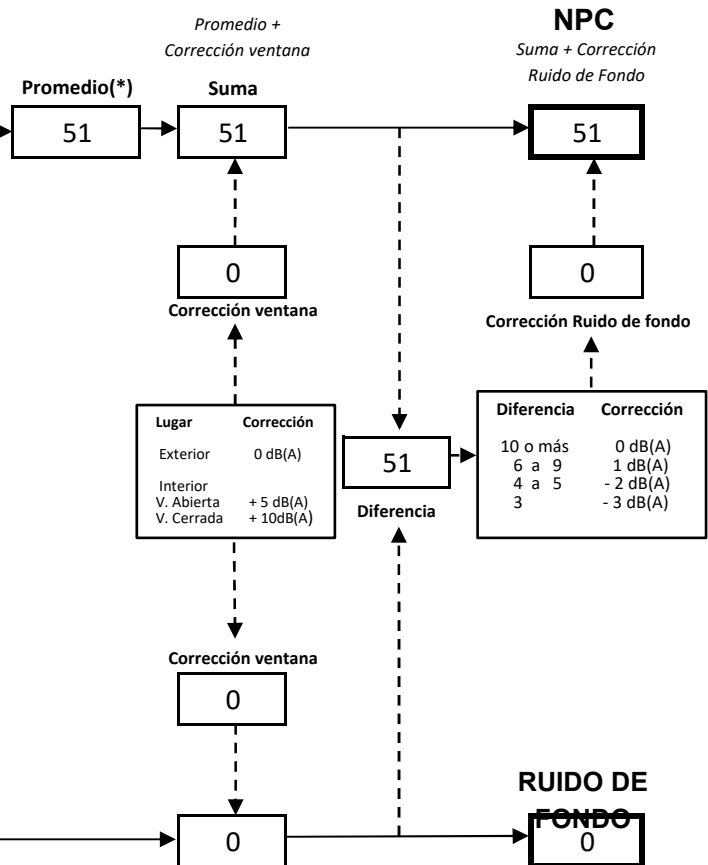 Promedio +
Corrección ventana
NPC
Suma + Corrección
Ruido de Fondo
Promedio(*)
Suma
51
51
51
0
0
Corrección ventana
Corrección Ruido de fondo
Lugar Corrección
Exterior 0 dB(A)
Interior
V. Abierta + 5 dB(A)
V. Cerrada + 10dB(A)
51
Diferencia
Diferencia Corrección
10 o más 0 dB(A)
6 a 9 1 dB(A)
4 a 5 - 2 dB(A)
3 - 3 dB(A)
Corrección ventana
0
RUIDO DE
FONDO
0
0